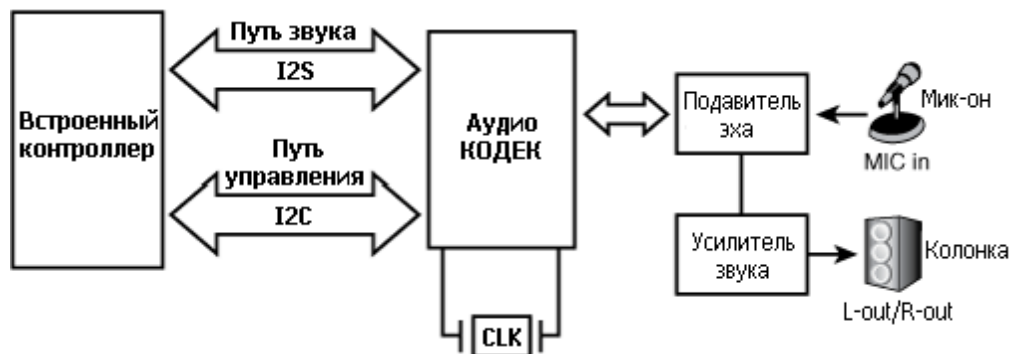 Встроенный
контроллер
Путь звука
I2S
Путь
управления
I2C
Аудио
КОДЕК
CLK
Подавитель
эха
Мик-он
MIC in
Усилитель
звука
Колонка
L-out/R-out